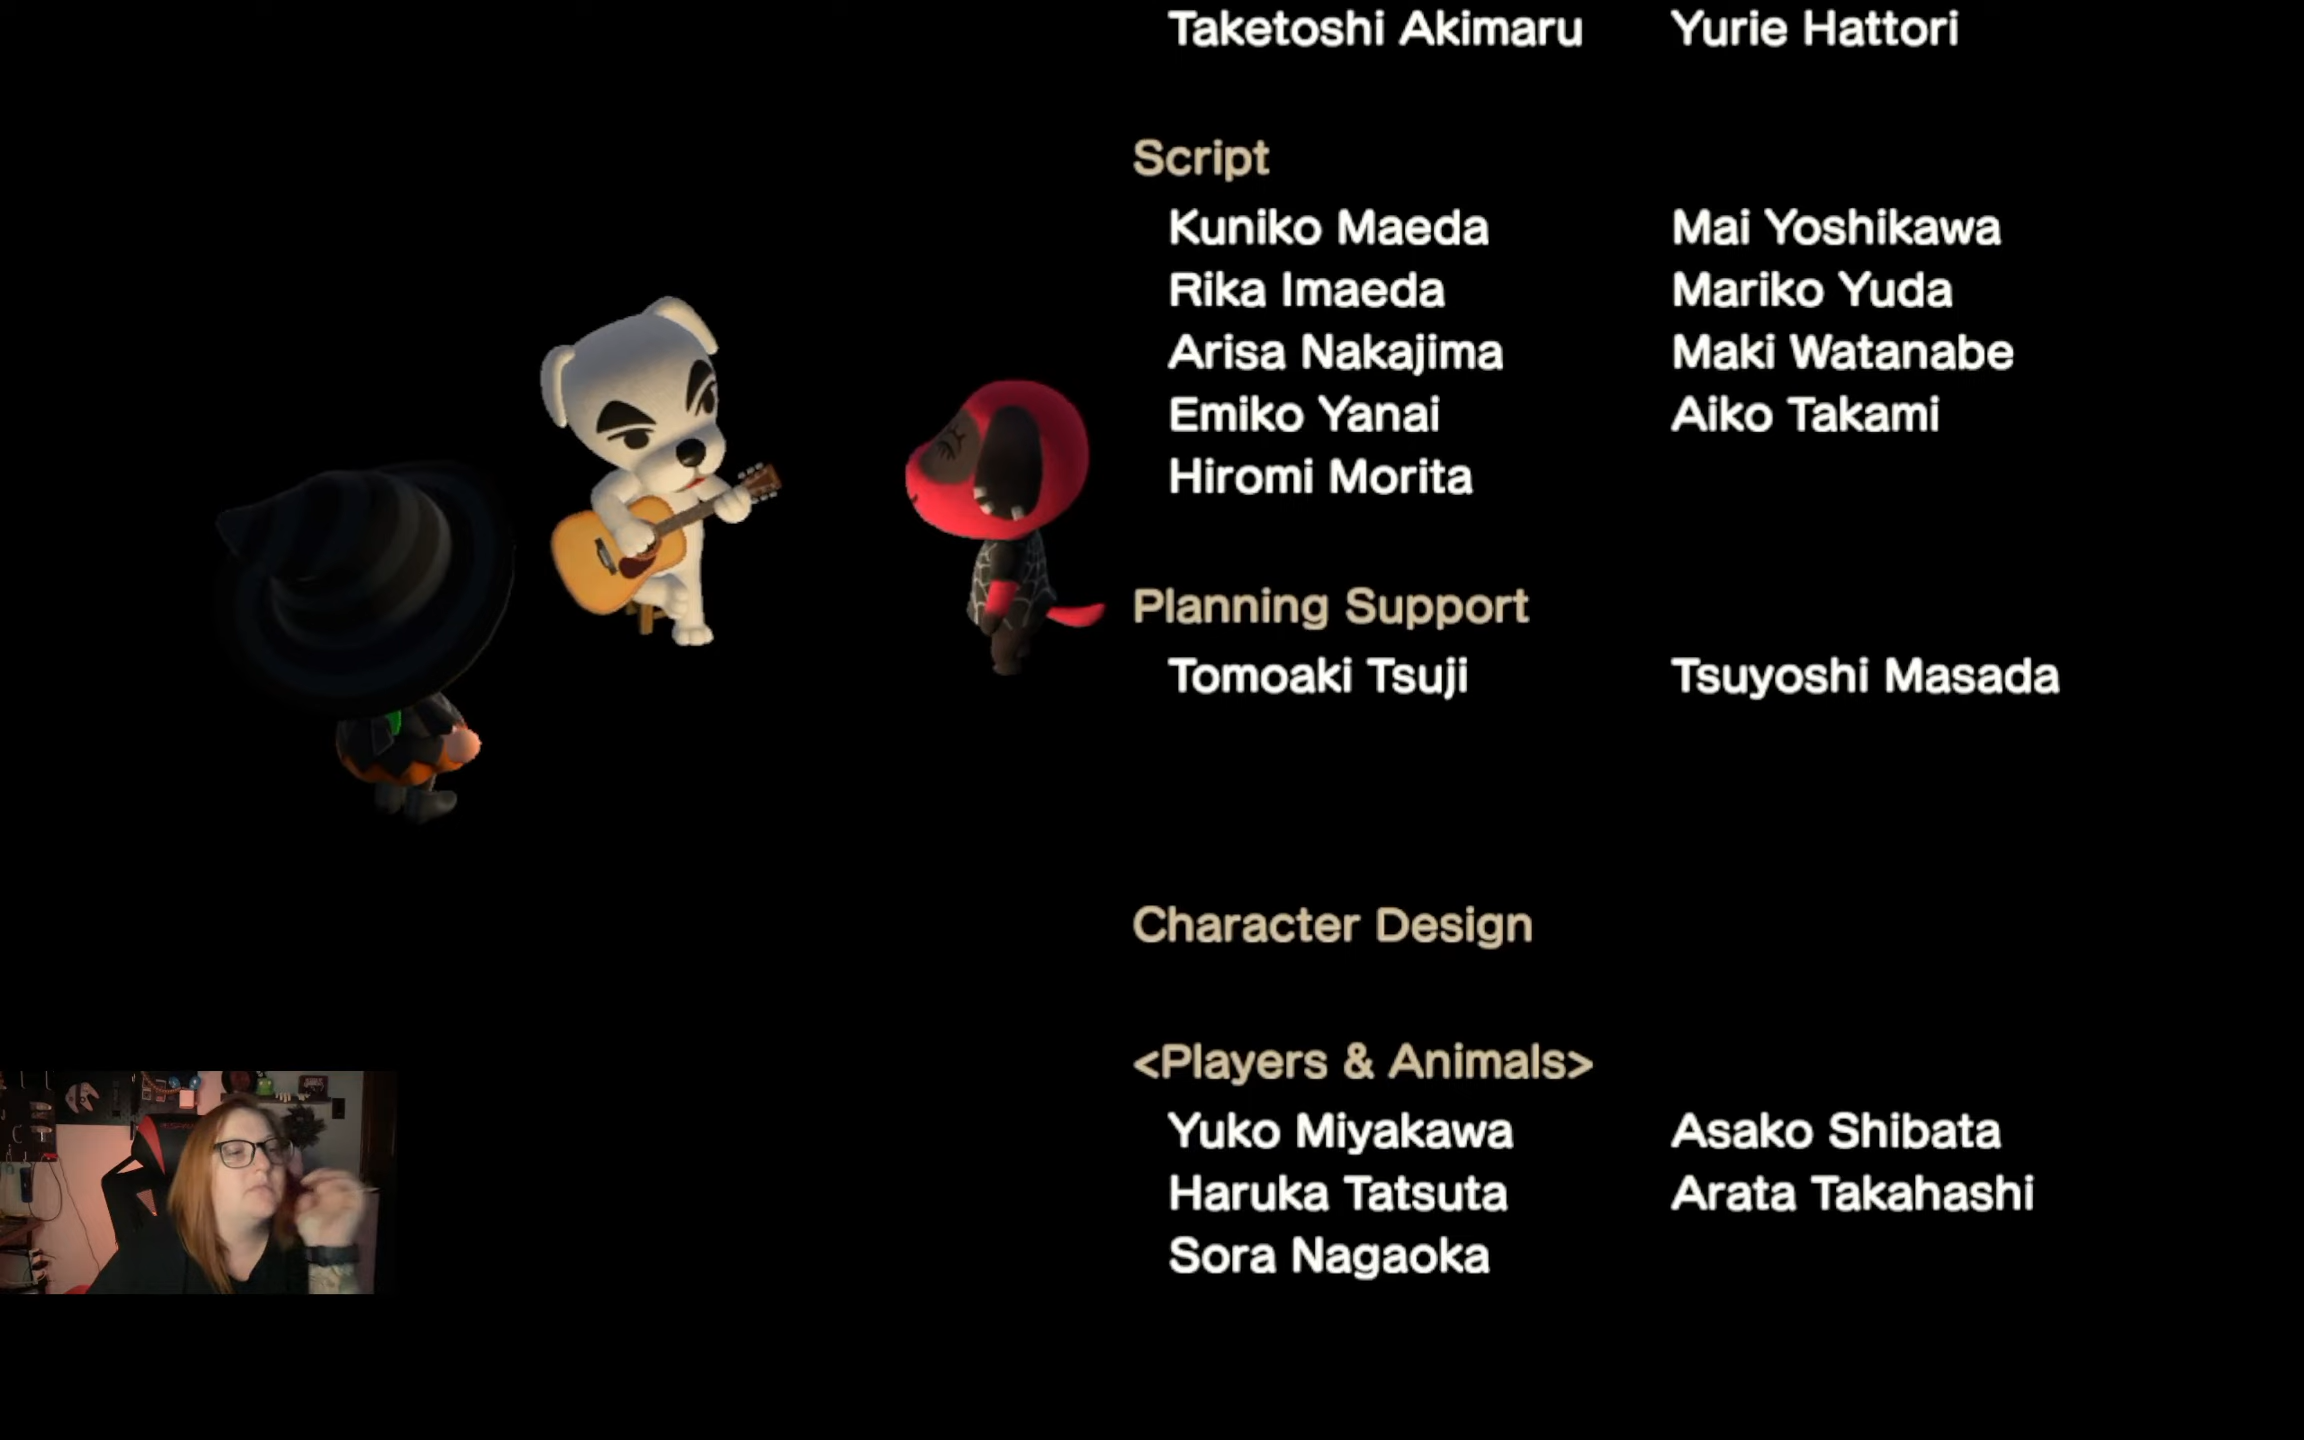 Taketoshi Akimaru Yurie Hattori
Script
Kuniko Maeda Mai Yoshikawa
Rika Imaeda Mariko Yuda
Arisa Nakajima Maki Watanabe
Emiko Yanai Aiko Takami
Hiromi Morita
Planning Support
Tomoaki Tsuji Tsuyoshi Masada
Character Design
<Players & Animals>
Yuko Miyakawa Asako Shibata
Haruka Tatsuta Arata Takahashi
Sora Nagaoka